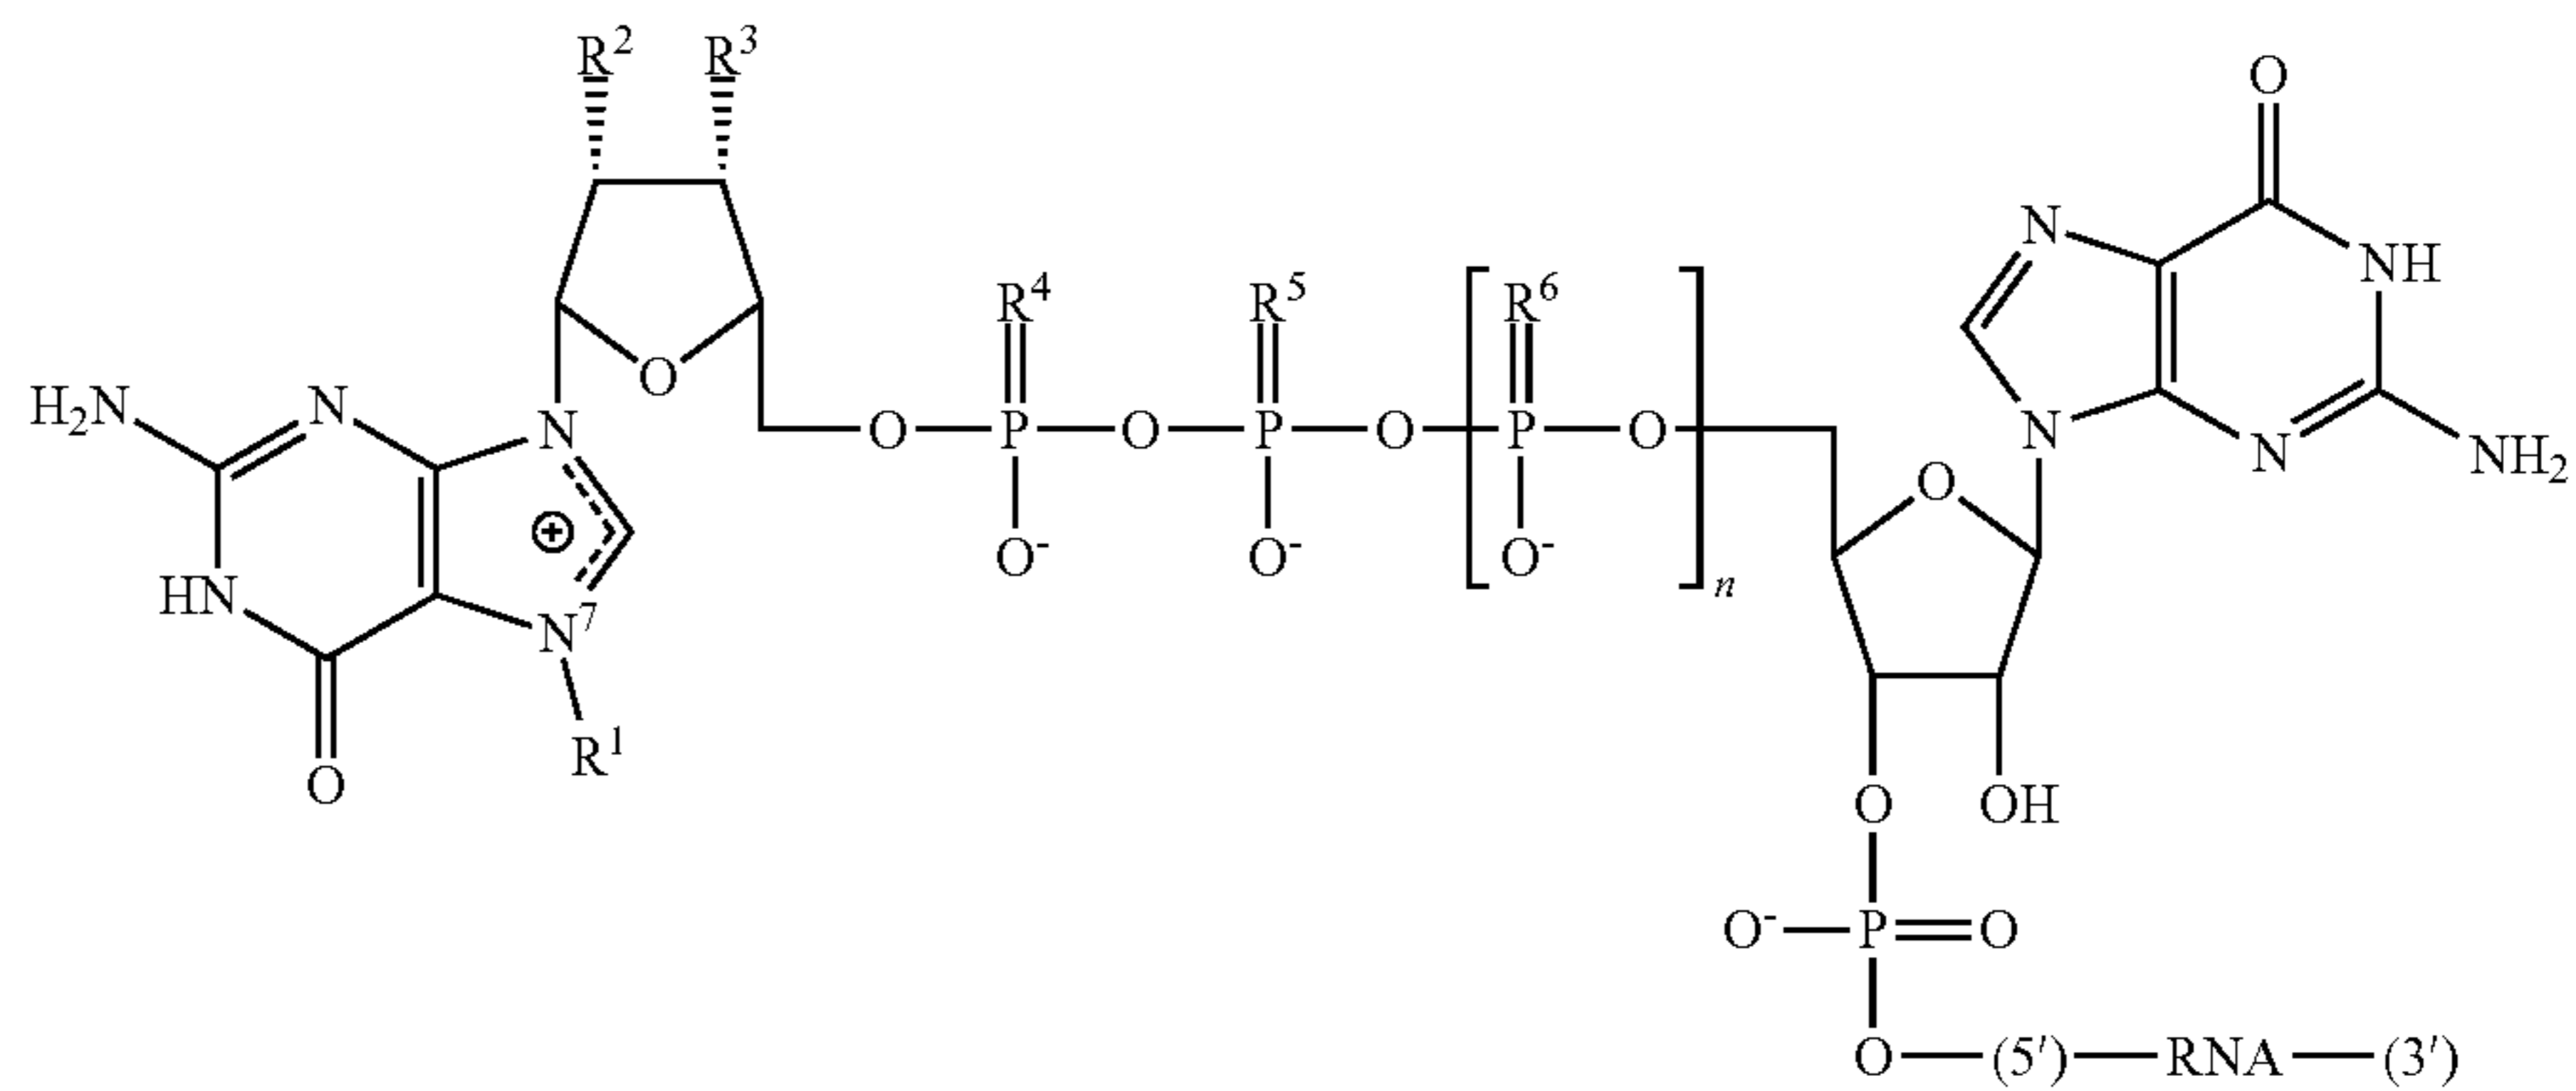 R² R³
O
N
NH
R⁴ R⁵ R⁶
O
H₂N N N O P O P O P O N N NH₂
O
⊕
O⁻ O⁻ O⁻
n
HN N⁷
R¹
O O OH
O⁻ P O
O (5′) RNA (3′)